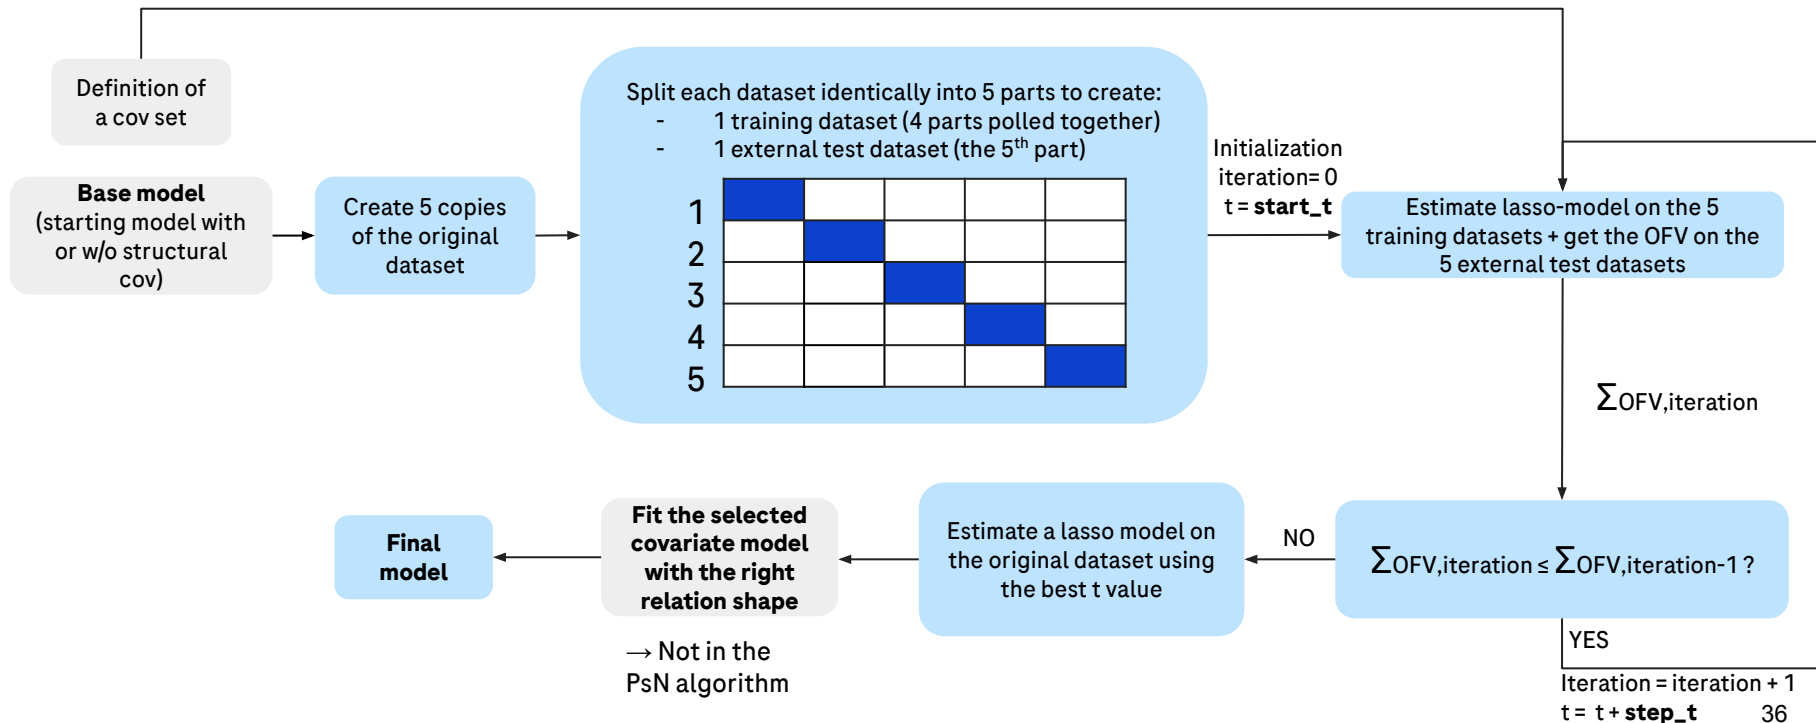 Definition of
a cov set
Base model
(starting model with
or w/o structural
cov)
Create 5 copies
of the original
dataset
Split each dataset identically into 5 parts to create:
- 1 training dataset (4 parts polled together)
- 1 external test dataset (the 5th part)
1
2
3
4
5
Initialization
iteration= 0
t = start_t
Estimate lasso-model on the 5
training datasets + get the OFV on the
5 external test datasets
∑OFV,iteration
∑OFV,iteration ≤ ∑OFV,iteration-1 ?
NO
YES
Iteration = iteration + 1
t = t + step_t
Estimate a lasso model on
the original dataset using
the best t value
Fit the selected
covariate model
with the right
relation shape
→ Not in the
PsN algorithm
Final
model
36